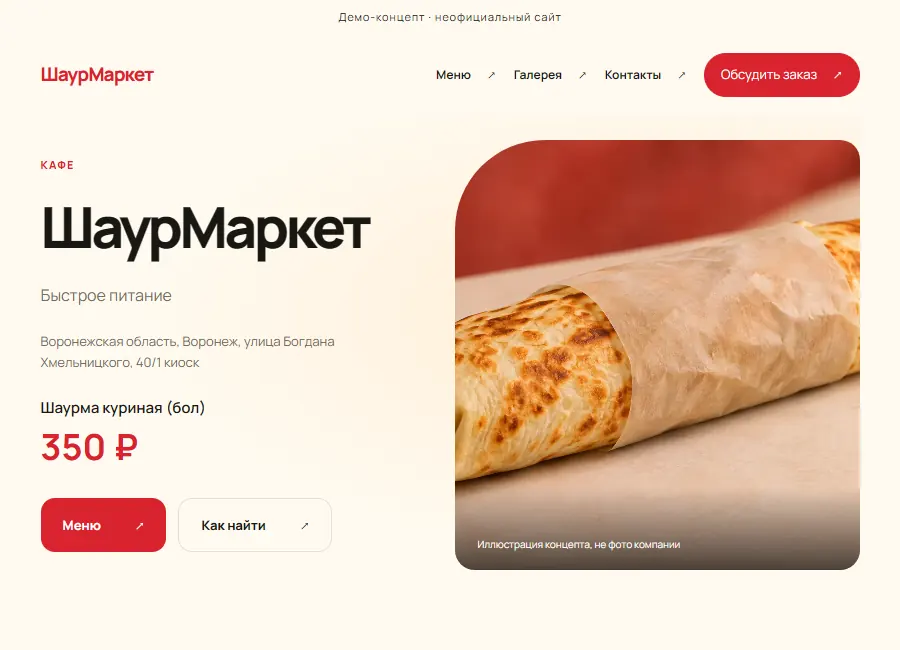 Демо-концепт · неофициальный сайт
ШаурМаркет
Меню ↗ Галерея ↗ Контакты ↗ Обсудить заказ ↗
КАФЕ
ШаурМаркет
Быстрое питание
Воронежская область, Воронеж, улица Богдана
Хмельницкого, 40/1 киоск
Шаурма куриная (бол)
350 ₽
Меню ↗
Как найти ↗
Иллюстрация концепта, не фото компании